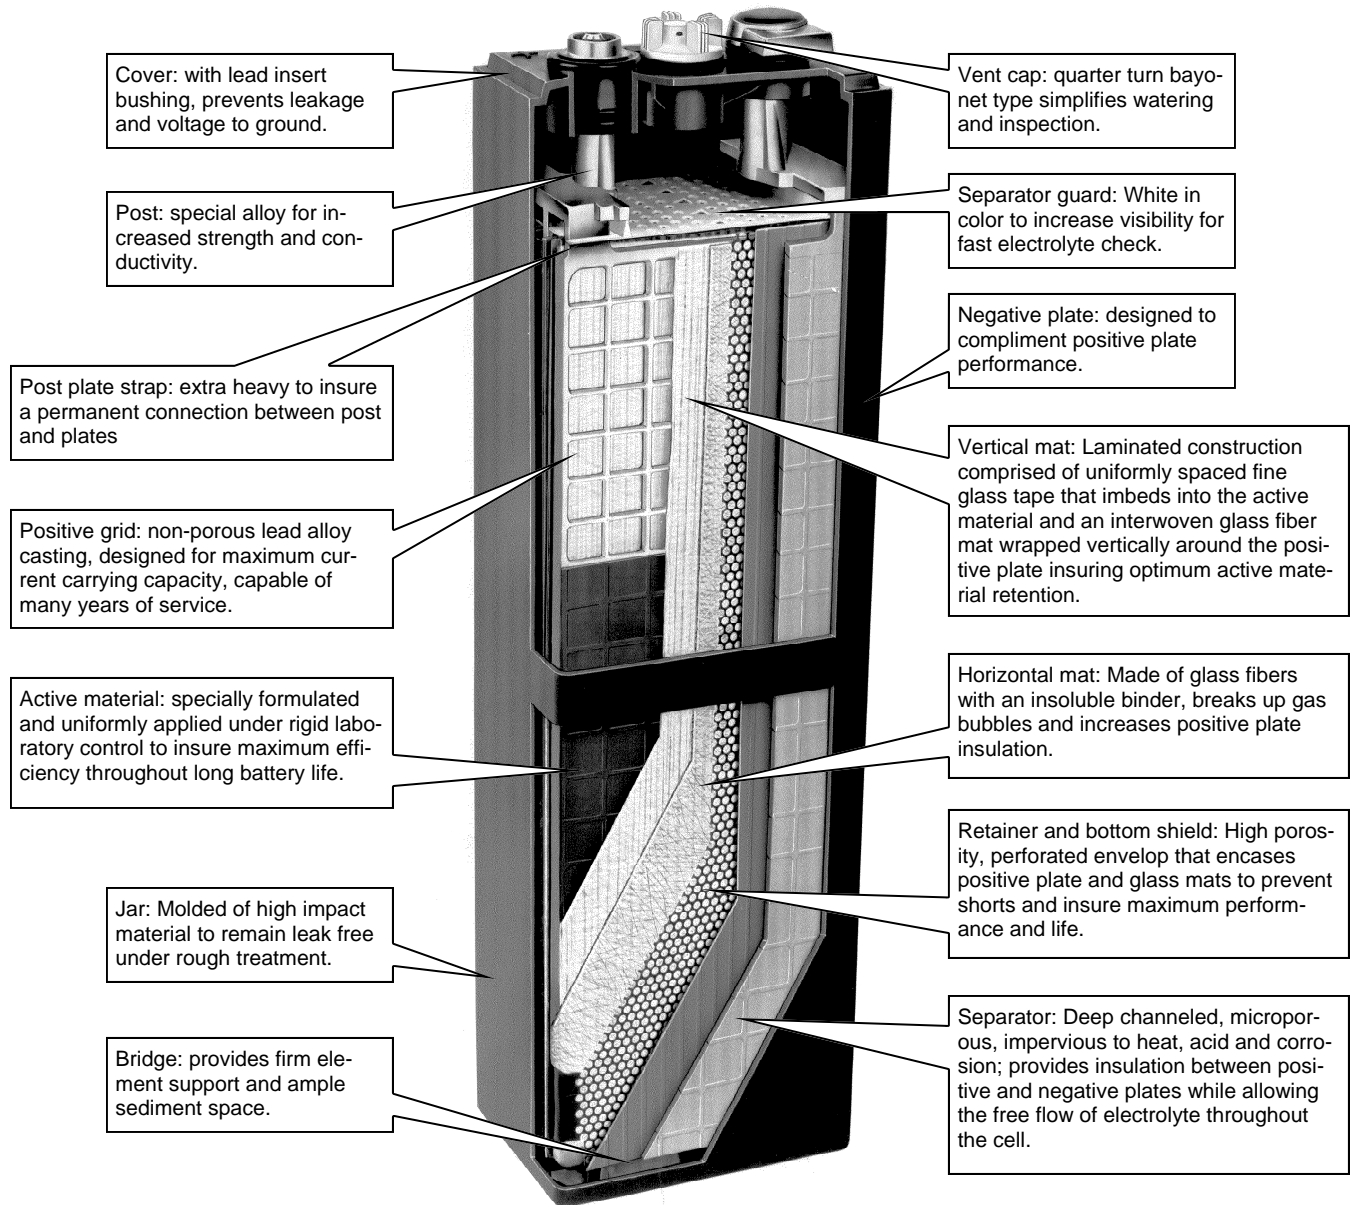 Cover: with lead insert
bushing, prevents leakage
and voltage to ground.
Post: special alloy for in-
creased strength and con-
ductivity.
Post plate strap: extra heavy to insure
a permanent connection between post
and plates
Positive grid: non-porous lead alloy
casting, designed for maximum cur-
rent carrying capacity, capable of
many years of service.
Active material: specially formulated
and uniformly applied under rigid labo-
ratory control to insure maximum effi-
ciency throughout long battery life.
Jar: Molded of high impact
material to remain leak free
under rough treatment.
Bridge: provides firm ele-
ment support and ample
sediment space.
Vent cap: quarter turn bayo-
net type simplifies watering
and inspection.
Separator guard: White in
color to increase visibility for
fast electrolyte check.
Negative plate: designed to
compliment positive plate
performance.
Vertical mat: Laminated construction
comprised of uniformly spaced fine
glass tape that imbeds into the active
material and an interwoven glass fiber
mat wrapped vertically around the posi-
tive plate insuring optimum active mate-
rial retention.
Horizontal mat: Made of glass fibers
with an insoluble binder, breaks up gas
bubbles and increases positive plate
insulation.
Retainer and bottom shield: High poros-
ity, perforated envelop that encases
positive plate and glass mats to prevent
shorts and insure maximum perform-
ance and life.
Separator: Deep channeled, micropor-
ous, impervious to heat, acid and corro-
sion; provides insulation between posi-
tive and negative plates while allowing
the free flow of electrolyte throughout
the cell.